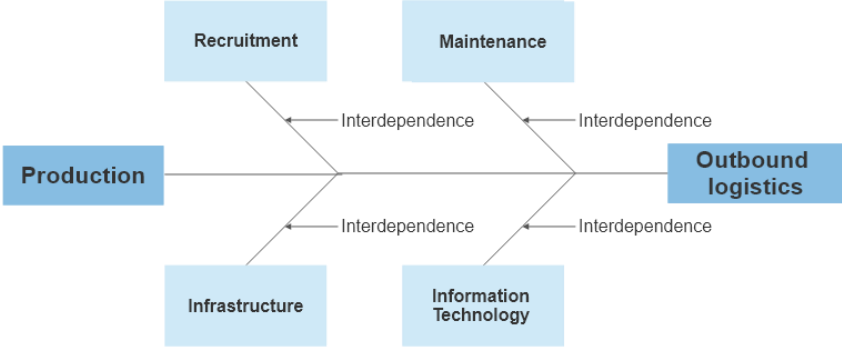 Recruitment
Maintenance
Interdependence
Interdependence
Production
Outbound
logistics
Interdependence
Interdependence
Infrastructure
Information
Technology